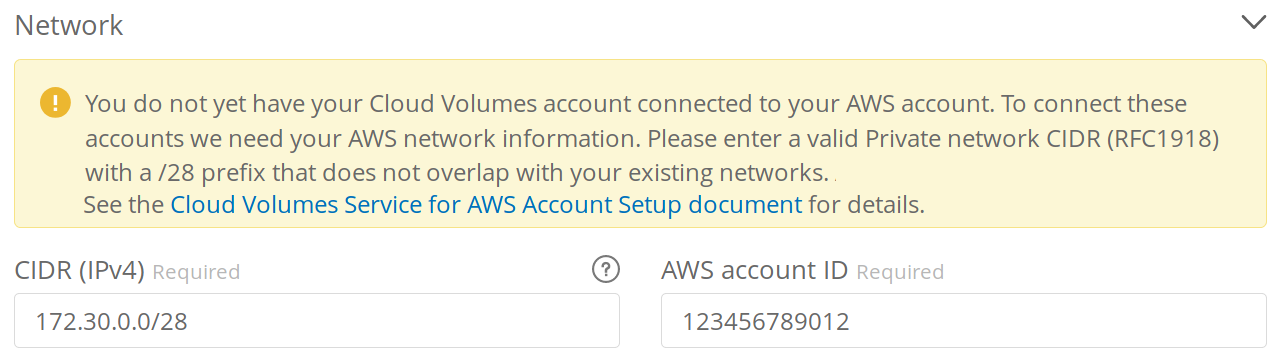 Network
You do not yet have your Cloud Volumes account connected to your AWS account. To connect these
accounts we need your AWS network information. Please enter a valid Private network CIDR (RFC1918)
with a /28 prefix that does not overlap with your existing networks.
See the Cloud Volumes Service for AWS Account Setup document for details.
CIDR (IPv4) Required ? AWS account ID Required
172.30.0.0/28 123456789012